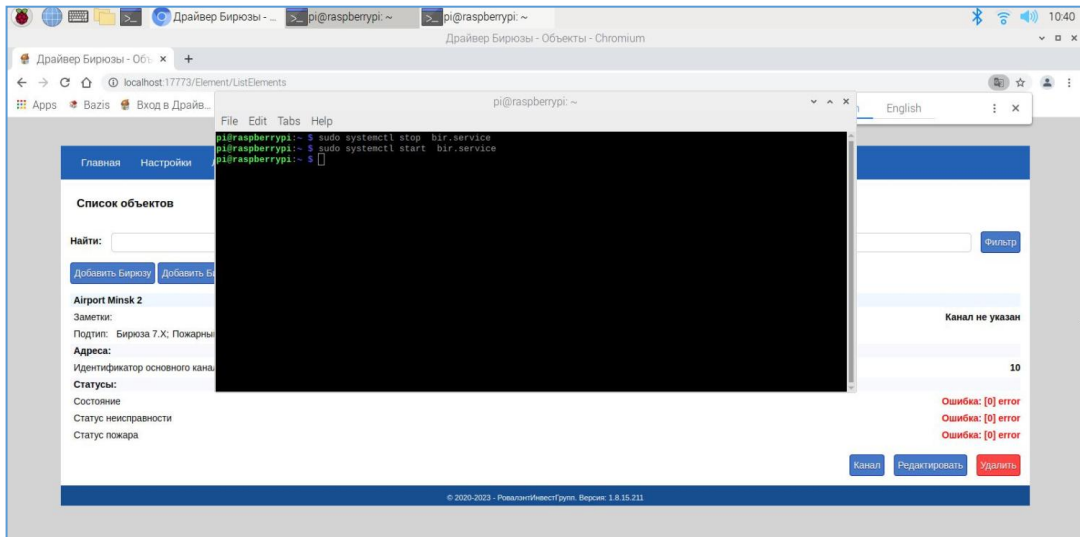 Драйвер Бирюзы - ... pi@raspberrypi: ~ pi@raspberrypi: ~ 10:40
Драйвер Бирюзы - Объекты - Chromium
Драйвер Бирюзы - Объ
localhost:17773/Element/ListElements
Apps Bazis Вход в Драйв... English
pi@raspberrypi: ~
File Edit Tabs Help
pi@raspberrypi:~ $ sudo systemctl stop bir.service
pi@raspberrypi:~ $ sudo systemctl start bir.service
pi@raspberrypi:~ $
Главная Настройки
Список объектов
Найти: Фильтр
Добавить Бирюзу Добавить Би
Airport Minsk 2
Заметки: Канал не указан
Подтип: Бирюза 7.X; Пожарны
Адреса:
Идентификатор основного кана 10
Статусы:
Состояние Ошибка: [0] error
Статус неисправности Ошибка: [0] error
Статус пожара Ошибка: [0] error
Канал Редактировать Удалить
© 2020-2023 - РовалэнтИнвестГрупп. Версия: 1.8.15.211